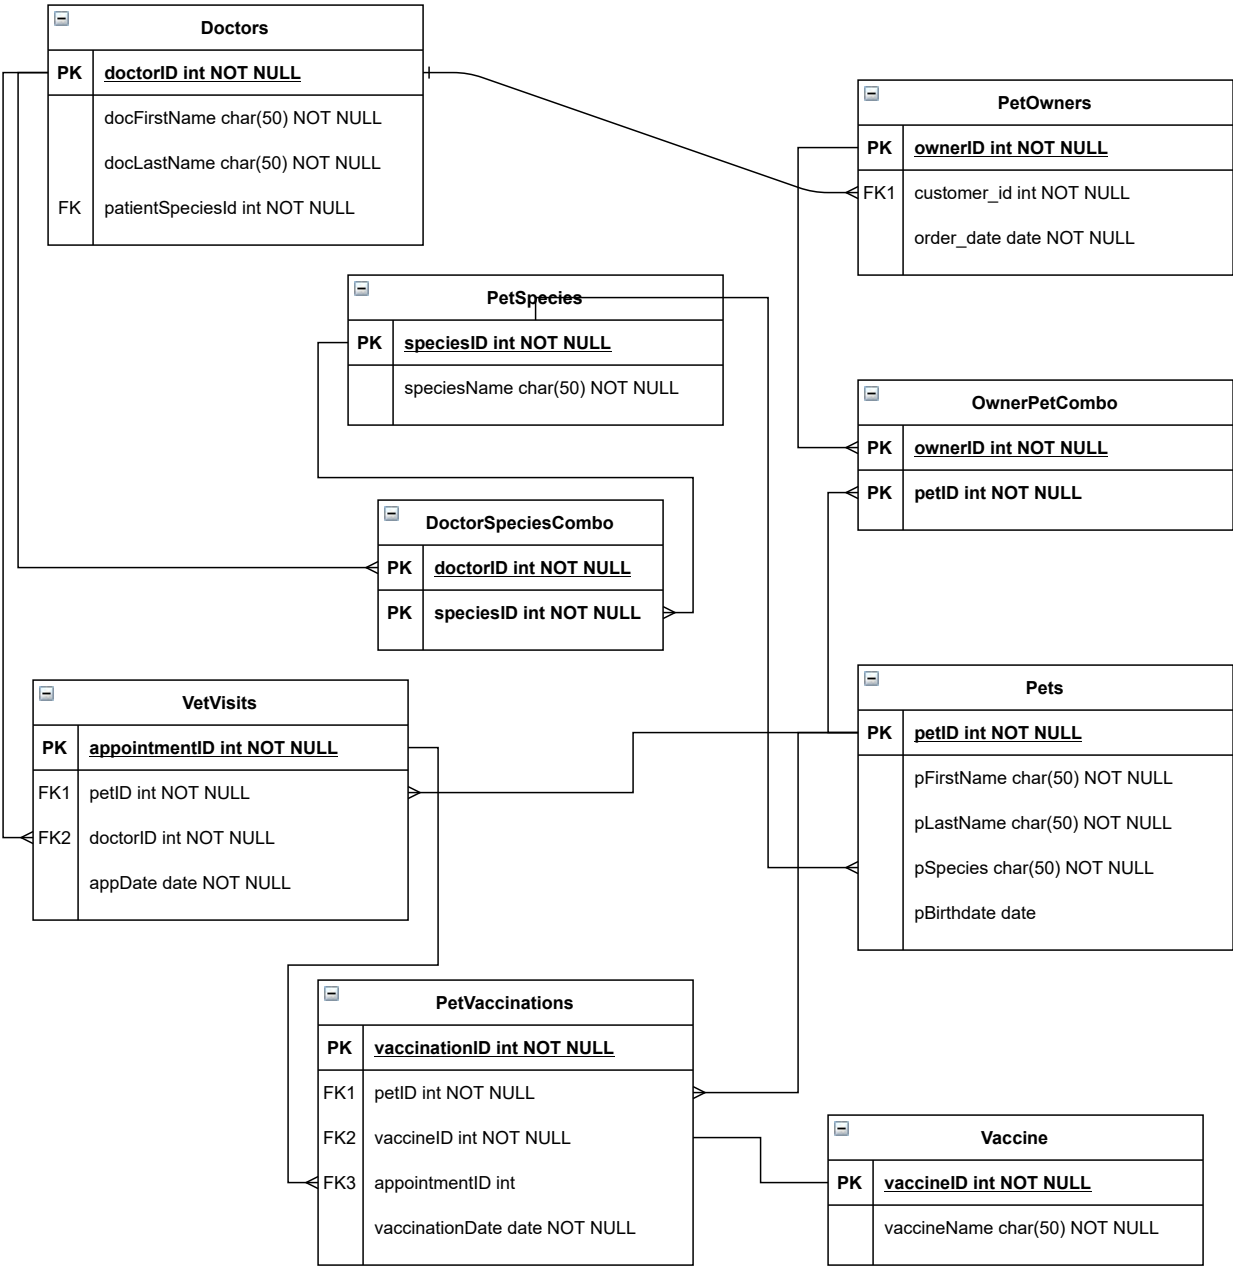 Doctors
PK doctorID int NOT NULL
docFirstName char(50) NOT NULL
docLastName char(50) NOT NULL
FK patientSpeciesId int NOT NULL
PetOwners
PK ownerID int NOT NULL
FK1 customer_id int NOT NULL
order_date date NOT NULL
PetSpecies
PK speciesID int NOT NULL
speciesName char(50) NOT NULL
OwnerPetCombo
PK ownerID int NOT NULL
PK petID int NOT NULL
DoctorSpeciesCombo
PK doctorID int NOT NULL
PK speciesID int NOT NULL
VetVisits
PK appointmentID int NOT NULL
FK1 petID int NOT NULL
FK2 doctorID int NOT NULL
appDate date NOT NULL
Pets
PK petID int NOT NULL
pFirstName char(50) NOT NULL
pLastName char(50) NOT NULL
pSpecies char(50) NOT NULL
pBirthdate date
PetVaccinations
PK vaccinationID int NOT NULL
FK1 petID int NOT NULL
FK2 vaccineID int NOT NULL
FK3 appointmentID int
vaccinationDate date NOT NULL
Vaccine
PK vaccineID int NOT NULL
vaccineName char(50) NOT NULL